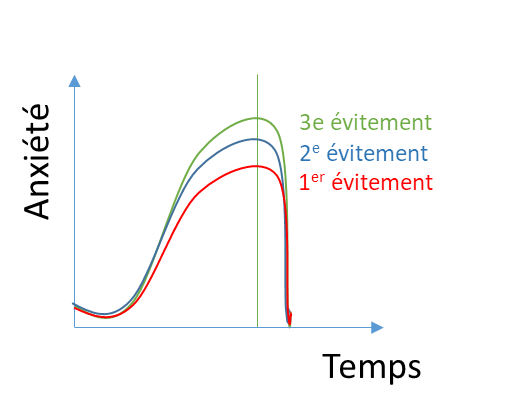 Anxiété
3e évitement
2e évitement
1er évitement
Temps